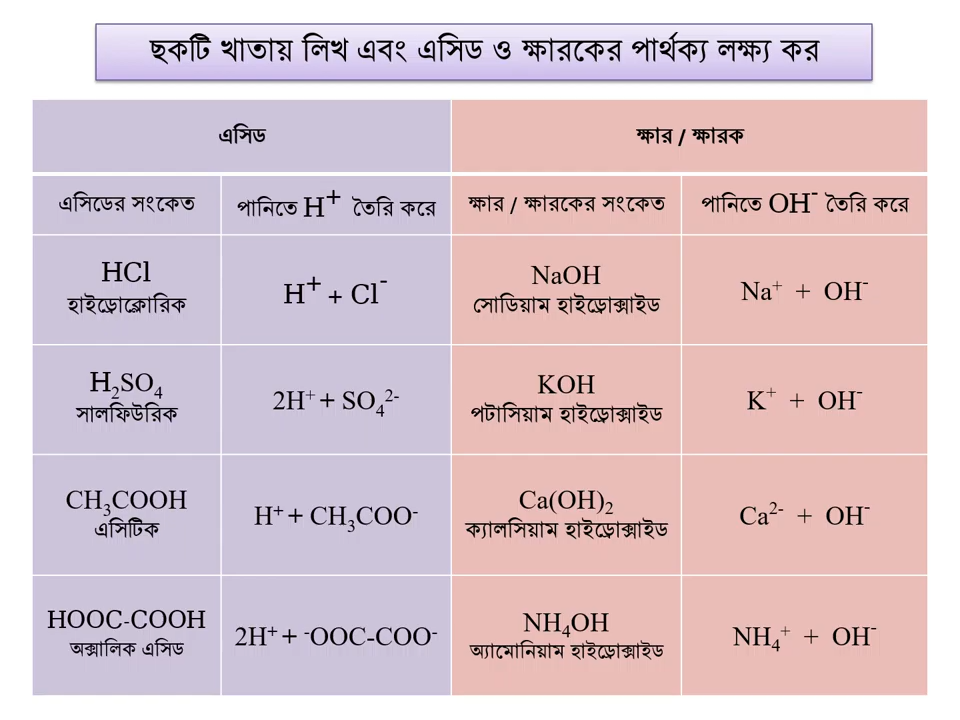 ছকটি খাতায় লিখ এবং এসিড ও ক্ষারকের পার্থক্য লক্ষ্য কর
এসিড
ক্ষার / ক্ষারক
এসিডের সংকেত
পানিতে H⁺ তৈরি করে
ক্ষার / ক্ষারকের সংকেত
পানিতে OH⁻ তৈরি করে
HCl
হাইড্রোক্লোরিক
H⁺ + Cl⁻
NaOH
সোডিয়াম হাইড্রোক্সাইড
Na⁺ + OH⁻
H₂SO₄
সালফিউরিক
2H⁺ + SO₄²⁻
KOH
পটাসিয়াম হাইড্রোক্সাইড
K⁺ + OH⁻
CH₃COOH
এসিটিক
H⁺ + CH₃COO⁻
Ca(OH)₂
ক্যালসিয়াম হাইড্রোক্সাইড
Ca²⁻ + OH⁻
HOOC-COOH
অক্সালিক এসিড
2H⁺ + ⁻OOC-COO⁻
NH₄OH
অ্যামোনিয়াম হাইড্রোক্সাইড
NH₄⁺ + OH⁻